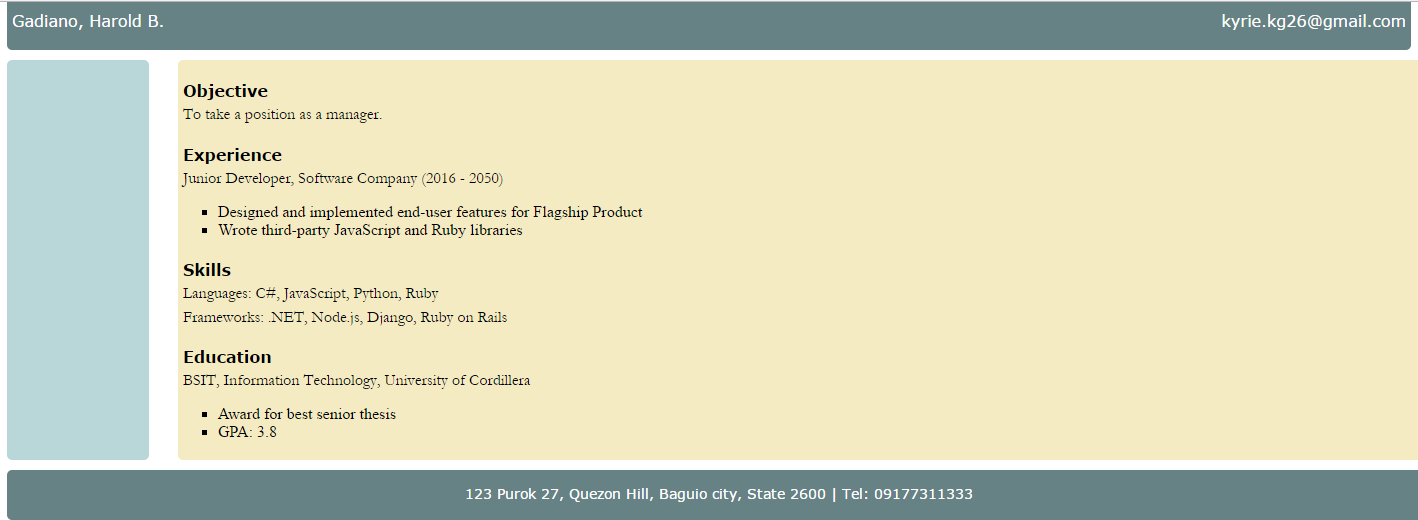 Gadiano, Harold B.
kyrie.kg26@gmail.com
Objective
To take a position as a manager.
Experience
Junior Developer, Software Company (2016 - 2050)
Designed and implemented end-user features for Flagship Product
Wrote third-party JavaScript and Ruby libraries
Skills
Languages: C#, JavaScript, Python, Ruby
Frameworks: .NET, Node.js, Django, Ruby on Rails
Education
BSIT, Information Technology, University of Cordillera
Award for best senior thesis
GPA: 3.8
123 Purok 27, Quezon Hill, Baguio city, State 2600 | Tel: 09177311333